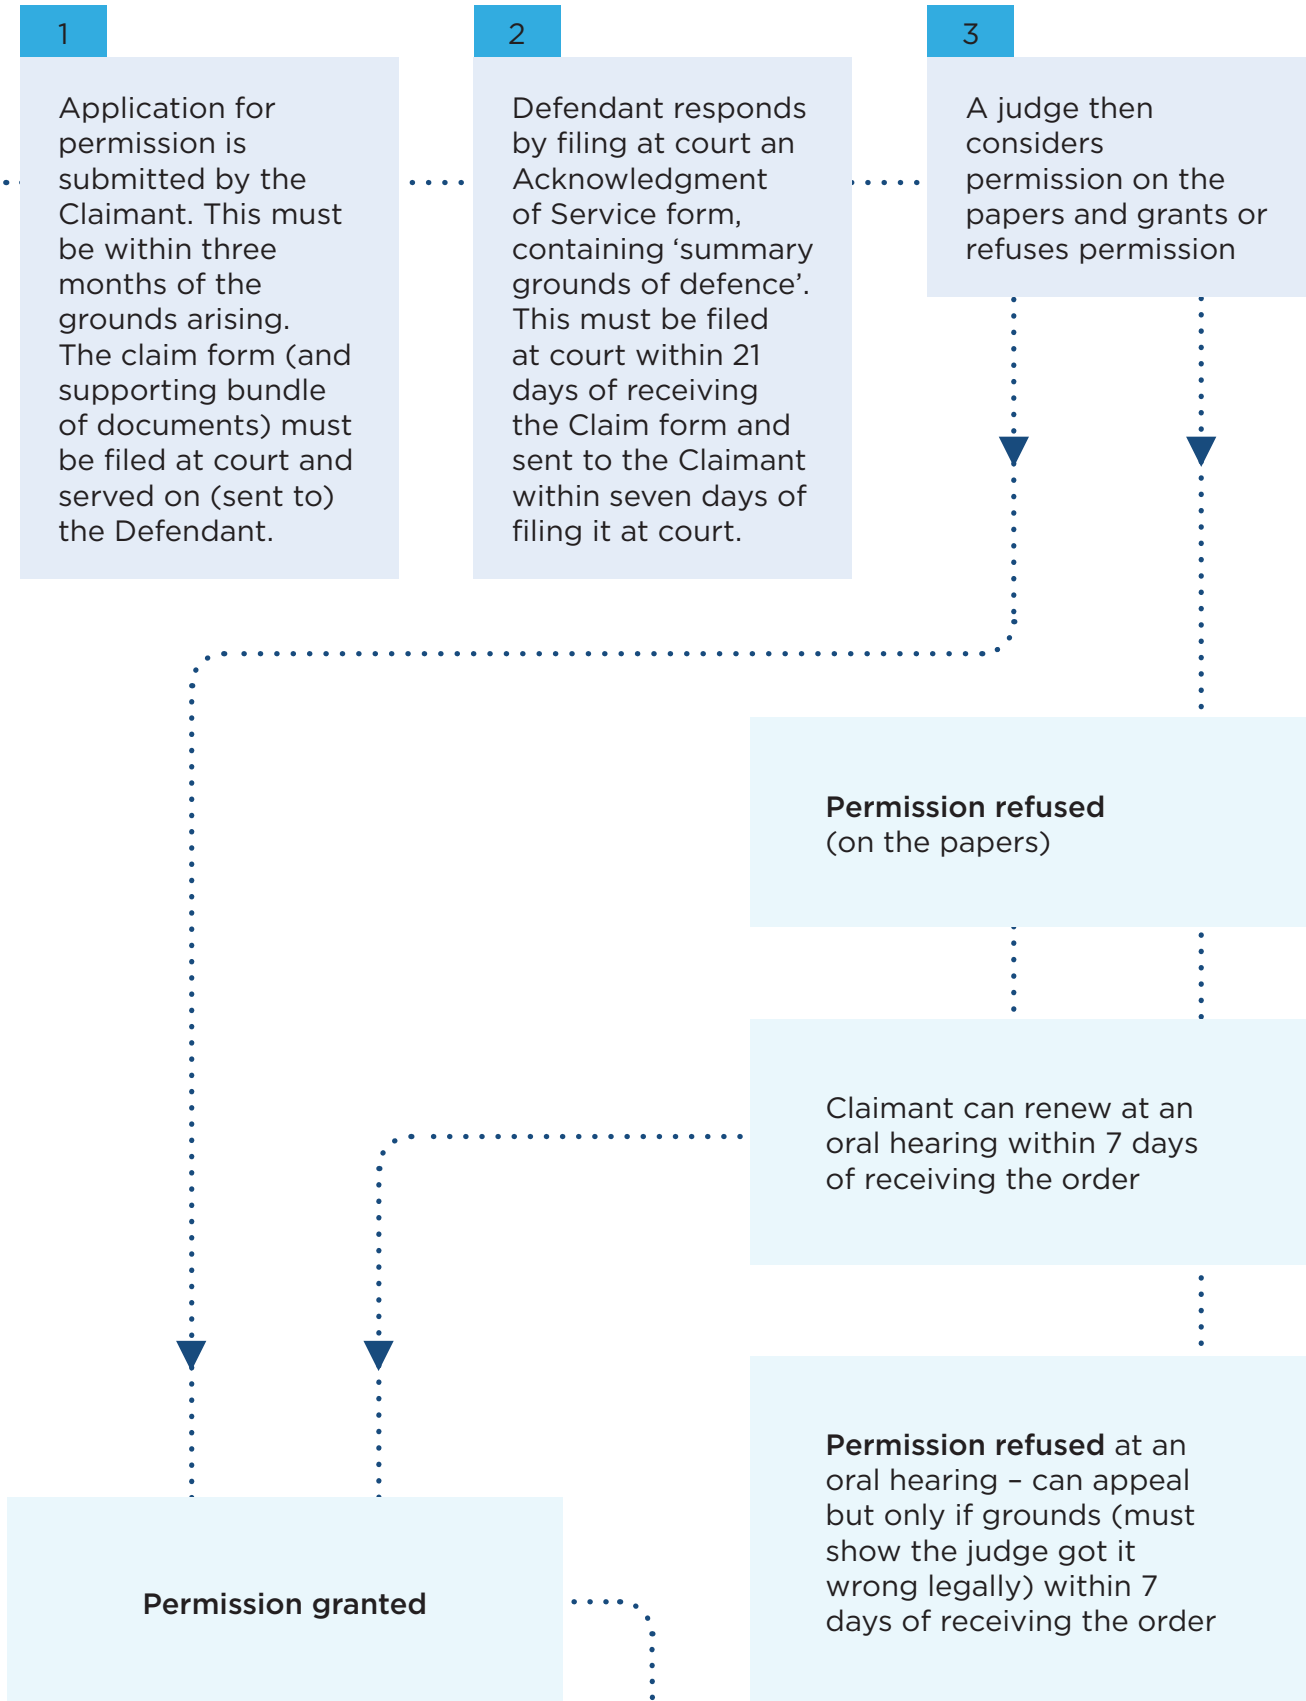 1
Application for
permission is
submitted by the
Claimant. This must
be within three
months of the
grounds arising.
The claim form (and
supporting bundle
of documents) must
be filed at court and
served on (sent to)
the Defendant.
2
Defendant responds
by filing at court an
Acknowledgment
of Service form,
containing ‘summary
grounds of defence’.
This must be filed
at court within 21
days of receiving
the Claim form and
sent to the Claimant
within seven days of
filing it at court.
3
A judge then
considers
permission on the
papers and grants or
refuses permission
Permission refused
(on the papers)
Claimant can renew at an
oral hearing within 7 days
of receiving the order
Permission refused at an
oral hearing – can appeal
but only if grounds (must
show the judge got it
wrong legally) within 7
days of receiving the order
Permission granted